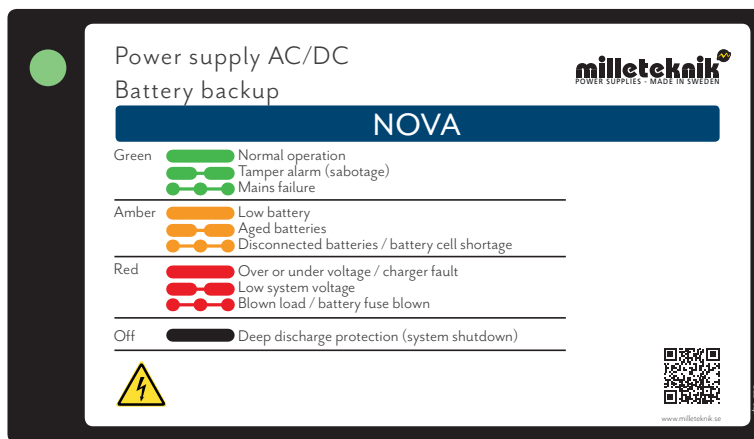 Power supply AC/DC
Battery backup
milleteknik
POWER SUPPLIES - MADE IN SWEDEN
NOVA
Green Normal operation
Tamper alarm (sabotage)
Mains failure
Amber Low battery
Aged batteries
Disconnected batteries / battery cell shortage
Red Over or under voltage / charger fault
Low system voltage
Blown load / battery fuse blown
Off Deep discharge protection (system shutdown)
www.milleteknik.se